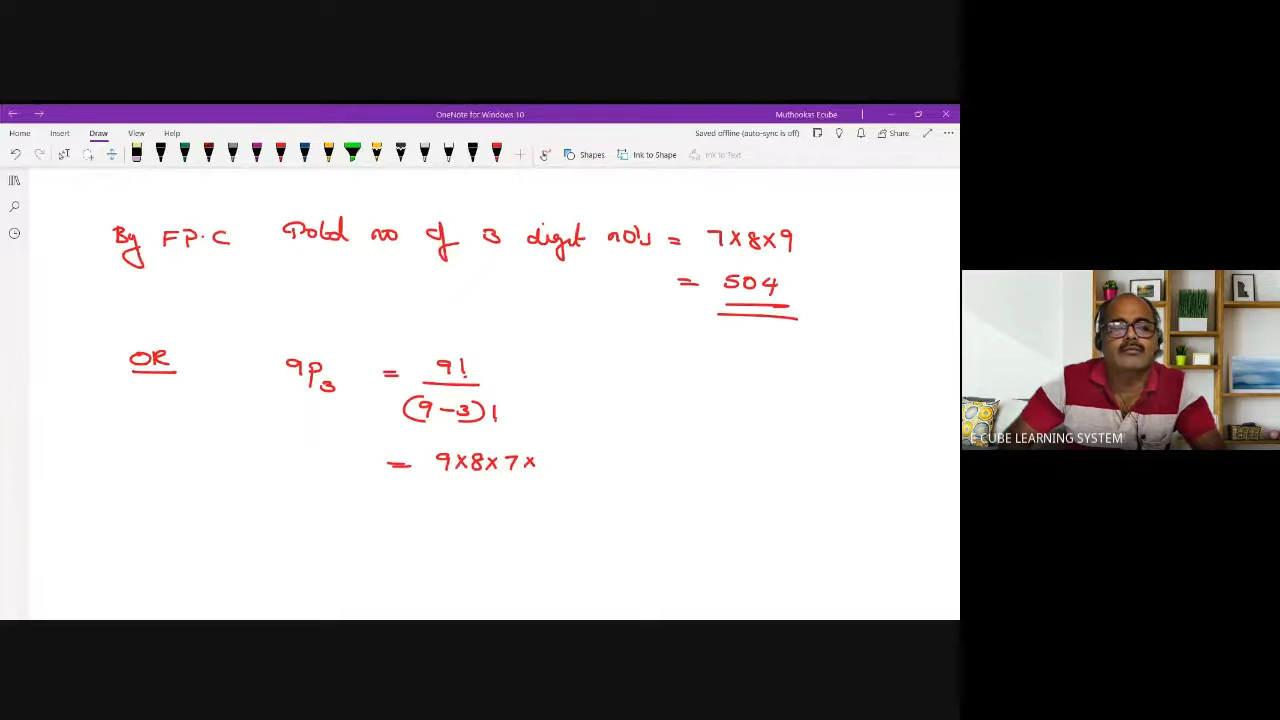 OneNote for Windows 10
Muthookas Ecube
Home Insert Draw View Help
Saved offline (auto-sync is off)
Share
Shapes
Ink to Shape
Ink to Text
By F.P.C Total no of 3 digit no's = 7×8×9
= 504
OR 9P3 = 9!
(9-3)!
= 9×8×7×
E CUBE LEARNING SYSTEM